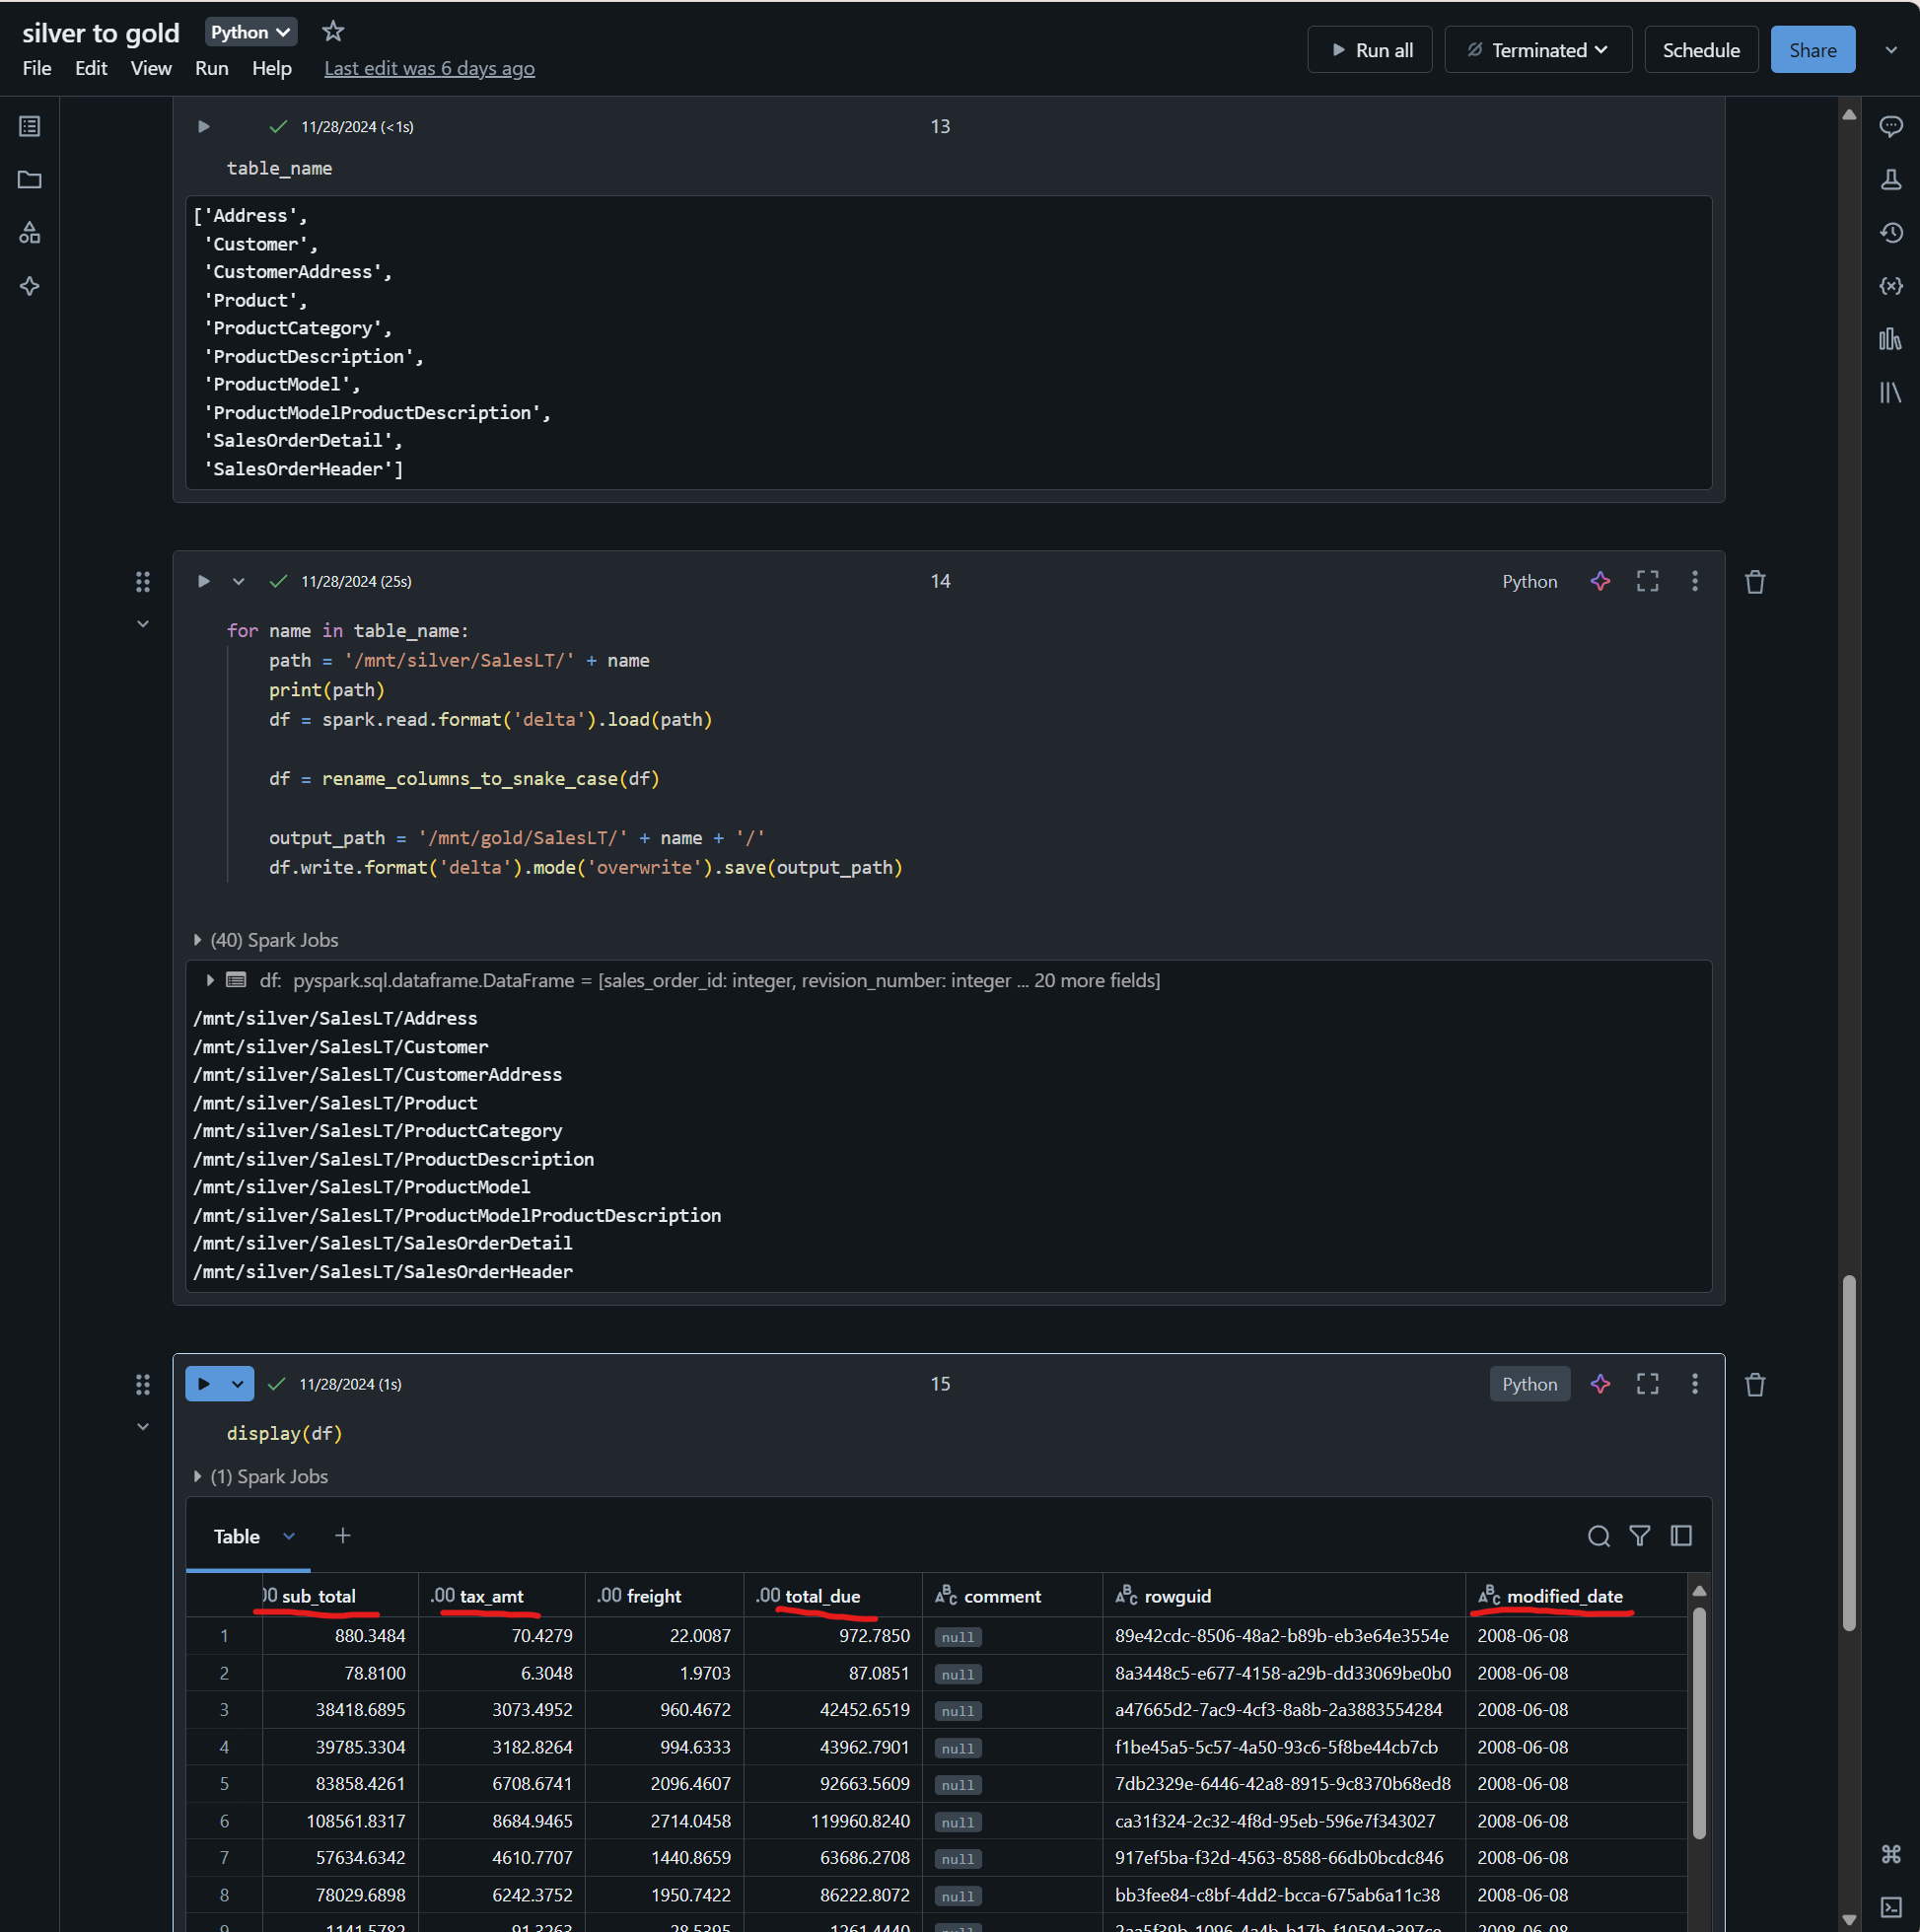 silver to gold Python
File Edit View Run Help Last edit was 6 days ago
Run all Terminated Schedule Share
11/28/2024 (<1s) 13
table_name
['Address',
'Customer',
'CustomerAddress',
'Product',
'ProductCategory',
'ProductDescription',
'ProductModel',
'ProductModelProductDescription',
'SalesOrderDetail',
'SalesOrderHeader']
11/28/2024 (25s) 14 Python
for name in table_name:
path = '/mnt/silver/SalesLT/' + name
print(path)
df = spark.read.format('delta').load(path)
df = rename_columns_to_snake_case(df)
output_path = '/mnt/gold/SalesLT/' + name + '/'
df.write.format('delta').mode('overwrite').save(output_path)
(40) Spark Jobs
df: pyspark.sql.dataframe.DataFrame = [sales_order_id: integer, revision_number: integer ... 20 more fields]
/mnt/silver/SalesLT/Address
/mnt/silver/SalesLT/Customer
/mnt/silver/SalesLT/CustomerAddress
/mnt/silver/SalesLT/Product
/mnt/silver/SalesLT/ProductCategory
/mnt/silver/SalesLT/ProductDescription
/mnt/silver/SalesLT/ProductModel
/mnt/silver/SalesLT/ProductModelProductDescription
/mnt/silver/SalesLT/SalesOrderDetail
/mnt/silver/SalesLT/SalesOrderHeader
11/28/2024 (1s) 15 Python
display(df)
(1) Spark Jobs
Table +
00 sub_total .00 tax_amt .00 freight .00 total_due ABC comment ABC rowguid ABC modified_date
1 880.3484 70.4279 22.0087 972.7850 null 89e42cdc-8506-48a2-b89b-eb3e64e3554e 2008-06-08
2 78.8100 6.3048 1.9703 87.0851 null 8a3448c5-e677-4158-a29b-dd33069be0b0 2008-06-08
3 38418.6895 3073.4952 960.4672 42452.6519 null a47665d2-7ac9-4cf3-8a8b-2a3883554284 2008-06-08
4 39785.3304 3182.8264 994.6333 43962.7901 null f1be45a5-5c57-4a50-93c6-5f8be44cb7cb 2008-06-08
5 83858.4261 6708.6741 2096.4607 92663.5609 null 7db2329e-6446-42a8-8915-9c8370b68ed8 2008-06-08
6 108561.8317 8684.9465 2714.0458 119960.8240 null ca31f324-2c32-4f8d-95eb-596e7f343027 2008-06-08
7 57634.6342 4610.7707 1440.8659 63686.2708 null 917ef5ba-f32d-4563-8588-66db0bcdc846 2008-06-08
8 78029.6898 6242.3752 1950.7422 86222.8072 null bb3fee84-c8bf-4dd2-bcca-675ab6a11c38 2008-06-08
9 1141.5782 91.3263 28.5395 1261.4440 null 2008-06-08